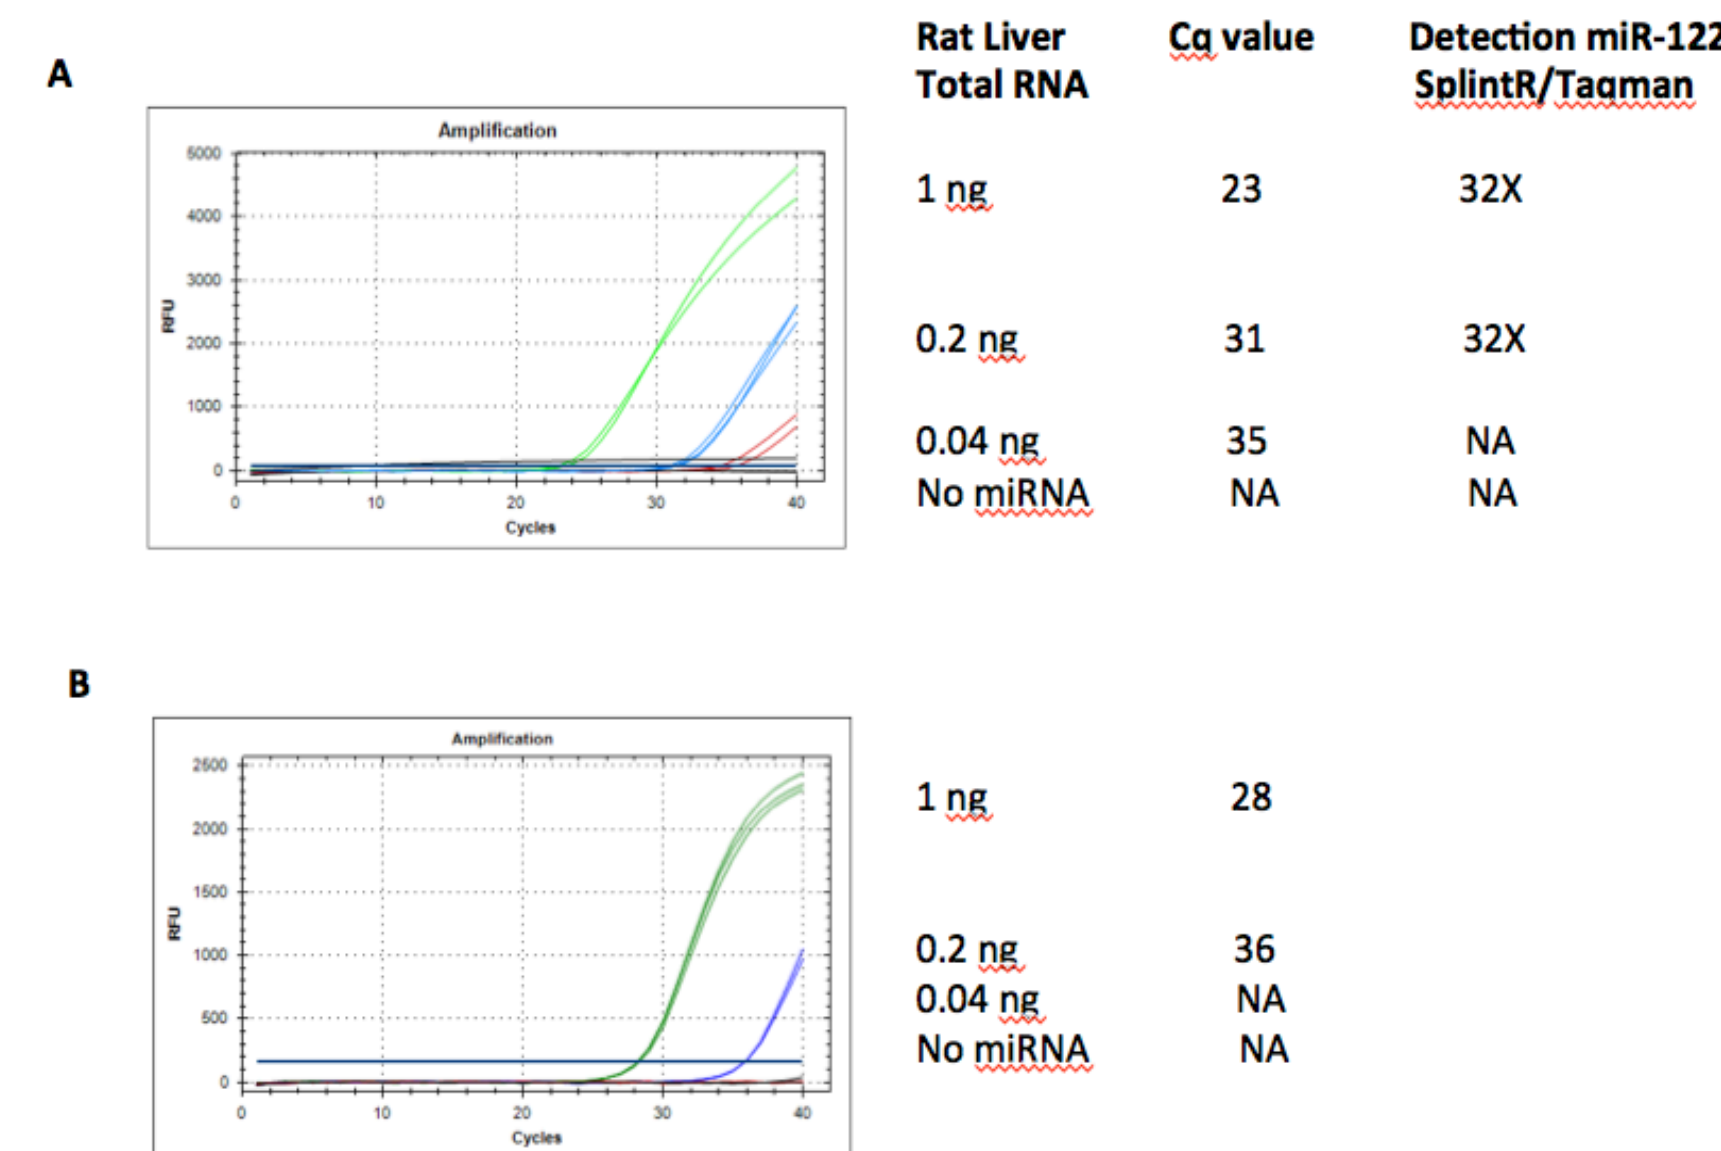 A
Rat Liver Cq value Detection miR-122
Total RNA SplintR/Taqman
Amplification
RFU
5000
4000
3000
2000
1000
0
0 10 20 30 40
Cycles
1 ng 23 32X
0.2 ng 31 32X
0.04 ng 35 NA
No miRNA NA NA
B
Amplification
RFU
2500
2000
1500
1000
500
0
0 10 20 30 40
Cycles
1 ng 28
0.2 ng 36
0.04 ng NA
No miRNA NA